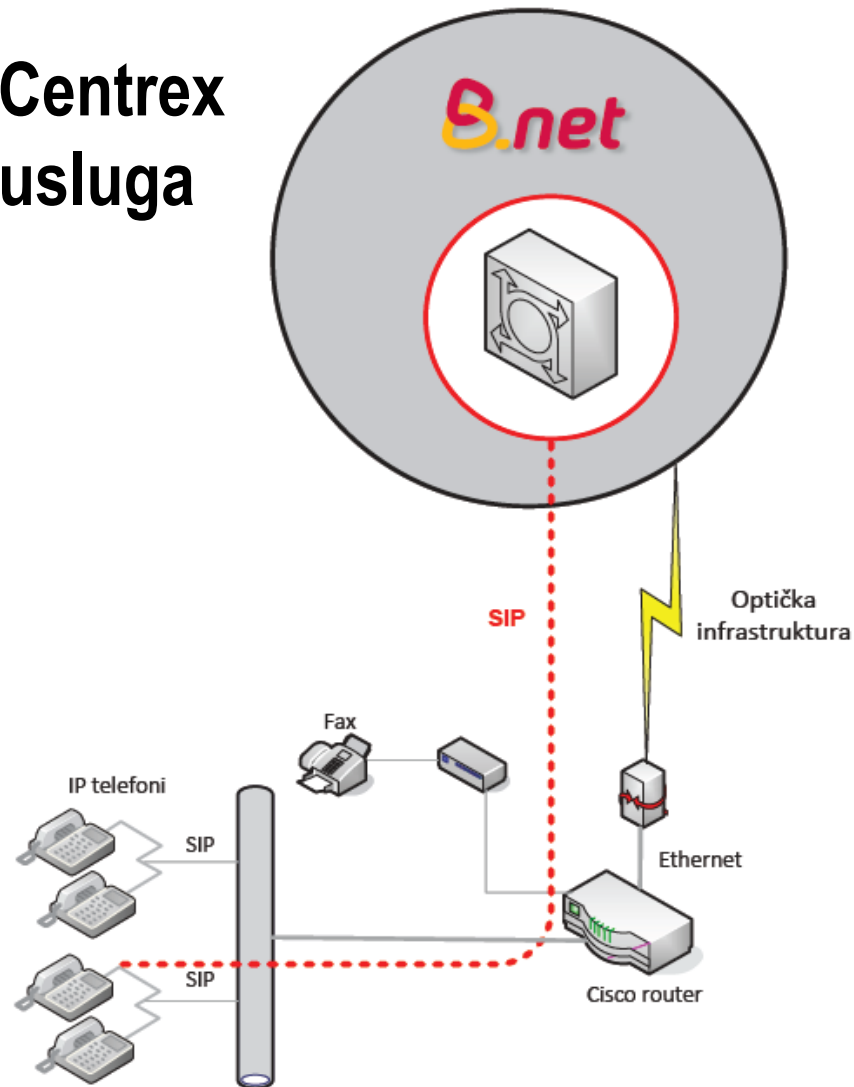 Centrex
usluga
B.net
SIP
Optička
infrastruktura
Fax
IP telefoni
SIP
Ethernet
SIP
Cisco router